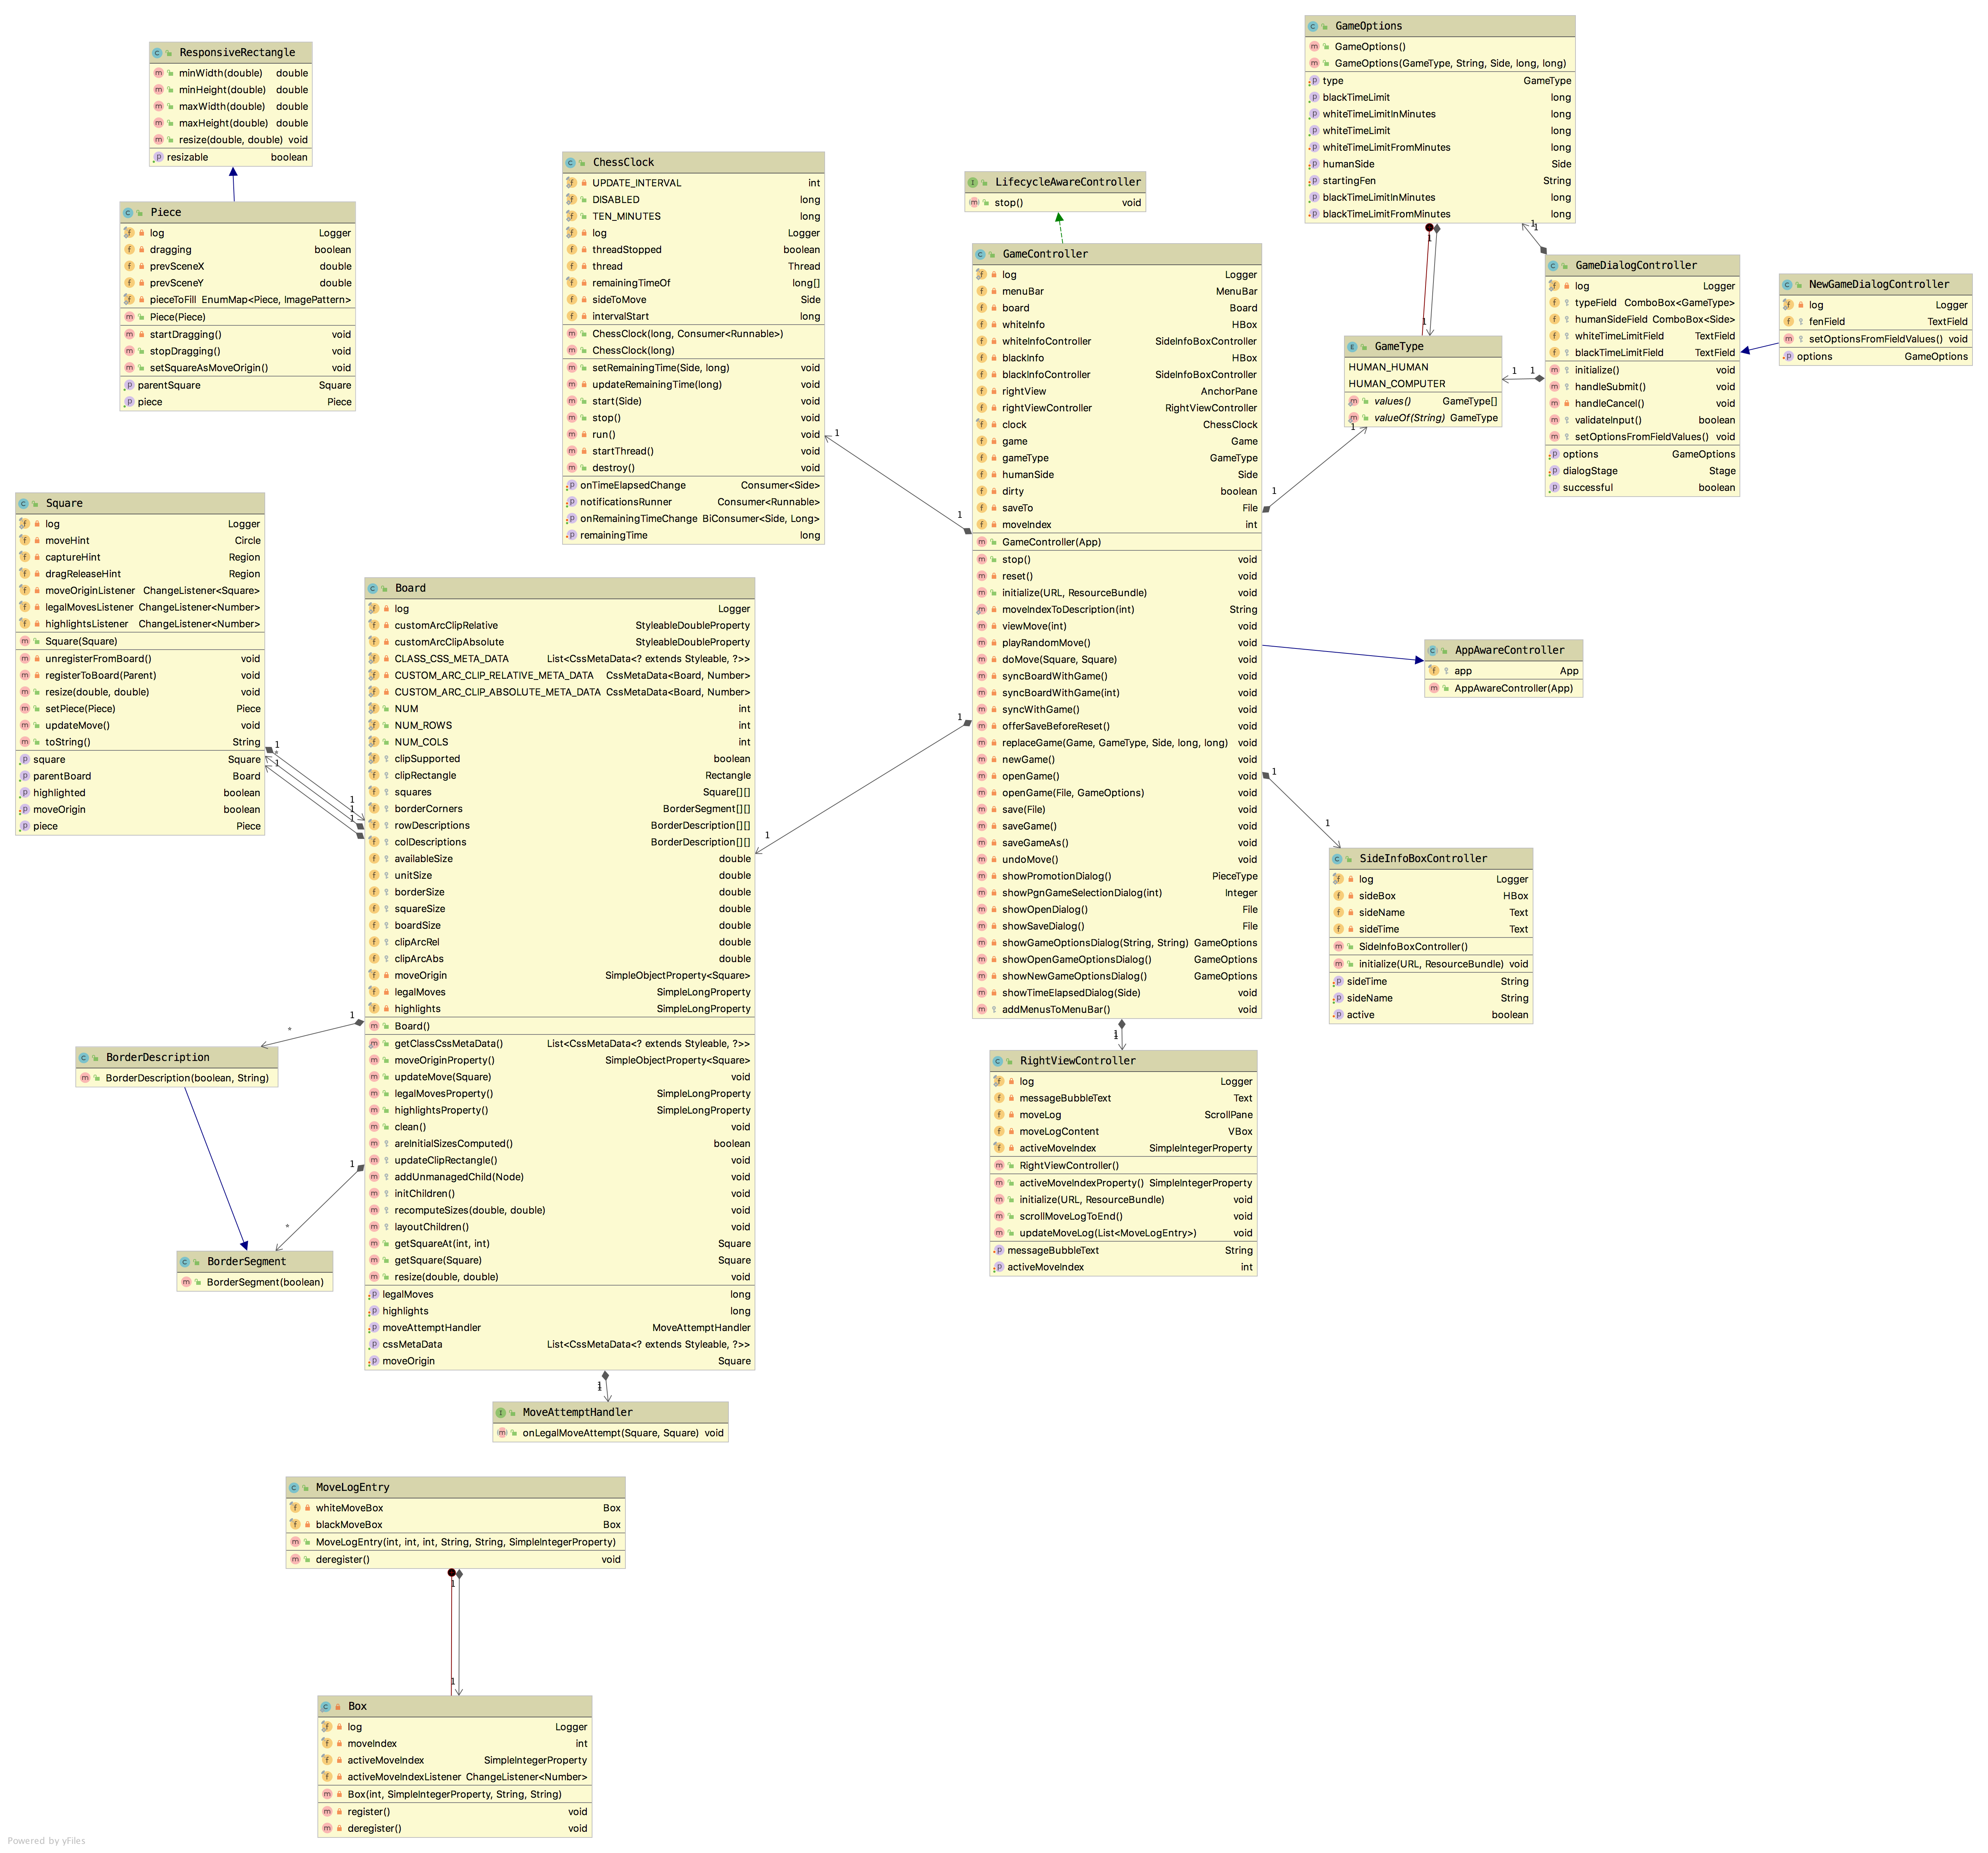 ResponsiveRectangle
minWidth(double) double
minHeight(double) double
maxWidth(double) double
maxHeight(double) double
resize(double, double) void
resizable boolean
Piece
log Logger
dragging boolean
prevSceneX double
prevSceneY double
pieceToFill EnumMap<Piece, ImagePattern>
Piece(Piece)
startDragging() void
stopDragging() void
setSquareAsMoveOrigin() void
parentSquare Square
piece Piece
Square
log Logger
moveHint Circle
captureHint Region
dragReleaseHint Region
moveOriginListener ChangeListener<Square>
legalMovesListener ChangeListener<Number>
highlightsListener ChangeListener<Number>
Square(Square)
unregisterFromBoard() void
registerToBoard(Parent) void
resize(double, double) void
setPiece(Piece) Piece
updateMove() void
toString() String
square Square
parentBoard Board
highlighted boolean
moveOrigin boolean
piece Piece
ChessClock
UPDATE_INTERVAL int
DISABLED long
TEN_MINUTES long
log Logger
threadStopped boolean
thread Thread
remainingTimeOf long[]
sideToMove Side
intervalStart long
ChessClock(long, Consumer<Runnable>)
ChessClock(long)
setRemainingTime(Side, long) void
updateRemainingTime(long) void
start(Side) void
stop() void
run() void
startThread() void
destroy() void
onTimeElapsedChange Consumer<Side>
notificationsRunner Consumer<Runnable>
onRemainingTimeChange BiConsumer<Side, Long>
remainingTime long
Board
log Logger
customArcClipRelative StyleableDoubleProperty
customArcClipAbsolute StyleableDoubleProperty
CLASS_CSS_META_DATA List<CssMetaData<? extends Styleable, ?>>
CUSTOM_ARC_CLIP_RELATIVE_META_DATA CssMetaData<Board, Number>
CUSTOM_ARC_CLIP_ABSOLUTE_META_DATA CssMetaData<Board, Number>
NUM int
NUM_ROWS int
NUM_COLS int
clipSupported boolean
clipRectangle Rectangle
squares Square[][]
borderCorners BorderSegment[][]
rowDescriptions BorderDescription[][]
colDescriptions BorderDescription[][]
availableSize double
unitSize double
borderSize double
squareSize double
boardSize double
clipArcRel double
clipArcAbs double
moveOrigin SimpleObjectProperty<Square>
legalMoves SimpleLongProperty
highlights SimpleLongProperty
Board()
getClassCssMetaData() List<CssMetaData<? extends Styleable, ?>>
moveOriginProperty() SimpleObjectProperty<Square>
updateMove(Square) void
legalMovesProperty() SimpleLongProperty
highlightsProperty() SimpleLongProperty
clean() void
areInitialSizesComputed() boolean
updateClipRectangle() void
addUnmanagedChild(Node) void
initChildren() void
recomputeSizes(double, double) void
layoutChildren() void
getSquareAt(int, int) Square
getSquare(Square) Square
resize(double, double) void
legalMoves long
highlights long
moveAttemptHandler MoveAttemptHandler
cssMetaData List<CssMetaData<? extends Styleable, ?>>
moveOrigin Square
BorderDescription
BorderDescription(boolean, String)
BorderSegment
BorderSegment(boolean)
MoveAttemptHandler
onLegalMoveAttempt(Square, Square) void
MoveLogEntry
whiteMoveBox Box
blackMoveBox Box
MoveLogEntry(int, int, int, String, String, SimpleIntegerProperty)
deregister() void
Box
log Logger
moveIndex int
activeMoveIndex SimpleIntegerProperty
activeMoveIndexListener ChangeListener<Number>
Box(int, SimpleIntegerProperty, String, String)
register() void
deregister() void
LifecycleAwareController
stop() void
GameController
log Logger
menuBar MenuBar
board Board
whiteInfo HBox
whiteInfoController SideInfoBoxController
blackInfo HBox
blackInfoController SideInfoBoxController
rightView AnchorPane
rightViewController RightViewController
clock ChessClock
game Game
gameType GameType
humanSide Side
dirty boolean
saveTo File
moveIndex int
GameController(App)
stop() void
reset() void
initialize(URL, ResourceBundle) void
moveIndexToDescription(int) String
viewMove(int) void
playRandomMove() void
doMove(Square, Square) void
syncBoardWithGame() void
syncBoardWithGame(int) void
syncWithGame() void
offerSaveBeforeReset() void
replaceGame(Game, GameType, Side, long, long) void
newGame() void
openGame() void
openGame(File, GameOptions) void
save(File) void
saveGame() void
saveGameAs() void
undoMove() void
showPromotionDialog() PieceType
showPgnGameSelectionDialog(int) Integer
showOpenDialog() File
showSaveDialog() File
showGameOptionsDialog(String, String) GameOptions
showOpenGameOptionsDialog() GameOptions
showNewGameOptionsDialog() GameOptions
showTimeElapsedDialog(Side) void
addMenusToMenuBar() void
RightViewController
log Logger
messageBubbleText Text
moveLog ScrollPane
moveLogContent VBox
activeMoveIndex SimpleIntegerProperty
RightViewController()
activeMoveIndexProperty() SimpleIntegerProperty
initialize(URL, ResourceBundle) void
scrollMoveLogToEnd() void
updateMoveLog(List<MoveLogEntry>) void
messageBubbleText String
activeMoveIndex int
GameOptions
GameOptions()
GameOptions(GameType, String, Side, long, long)
type GameType
blackTimeLimit long
whiteTimeLimitInMinutes long
whiteTimeLimit long
whiteTimeLimitFromMinutes long
humanSide Side
startingFen String
blackTimeLimitInMinutes long
blackTimeLimitFromMinutes long
GameType
HUMAN_HUMAN
HUMAN_COMPUTER
values() GameType[]
valueOf(String) GameType
GameDialogController
log Logger
typeField ComboBox<GameType>
humanSideField ComboBox<Side>
whiteTimeLimitField TextField
blackTimeLimitField TextField
initialize() void
handleSubmit() void
handleCancel() void
validateInput() boolean
setOptionsFromFieldValues() void
options GameOptions
dialogStage Stage
successful boolean
NewGameDialogController
log Logger
fenField TextField
setOptionsFromFieldValues() void
options GameOptions
AppAwareController
app App
AppAwareController(App)
SideInfoBoxController
log Logger
sideBox HBox
sideName Text
sideTime Text
SideInfoBoxController()
initialize(URL, ResourceBundle) void
sideTime String
sideName String
active boolean
Powered by yFiles